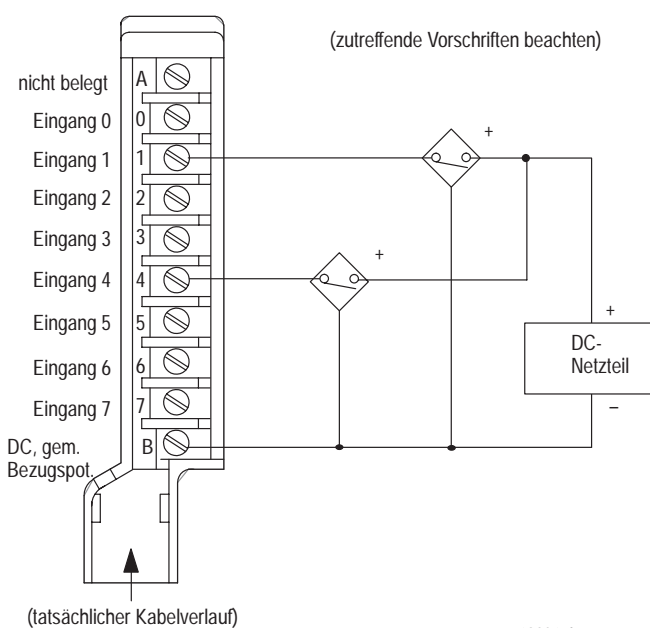 (zutreffende Vorschriften beachten)
nicht belegt A
Eingang 0 0
Eingang 1 1
+
Eingang 2 2
Eingang 3 3
+
Eingang 4 4
+
Eingang 5 5
DC-
Netzteil
Eingang 6 6
Eingang 7 7
–
DC, gem.
Bezugspot.
B
(tatsächlicher Kabelverlauf)